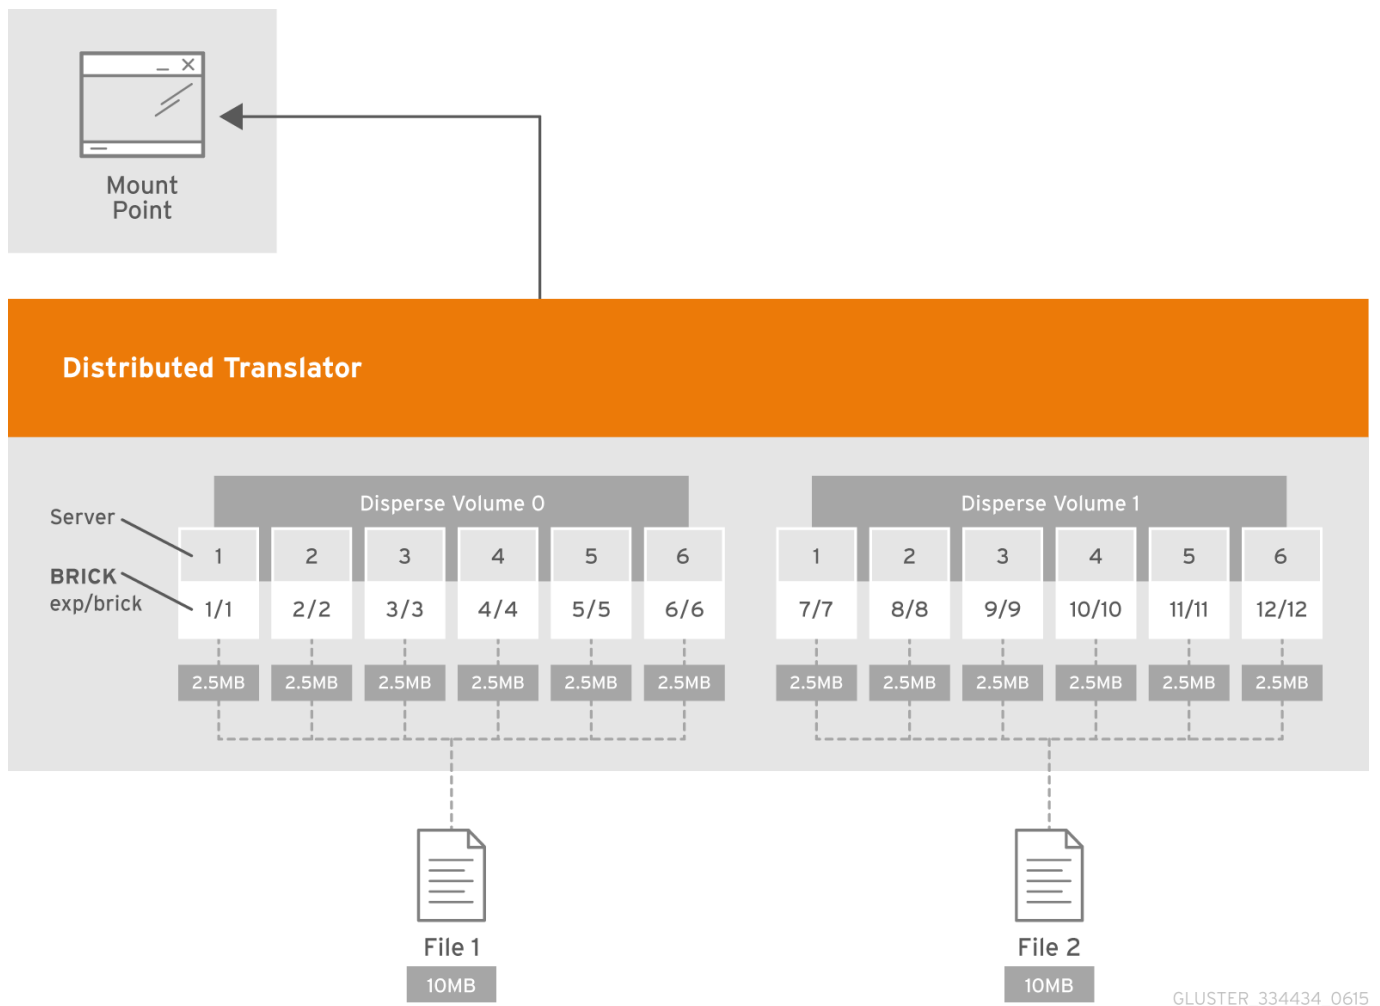 Mount
Point
Distributed Translator
Disperse Volume 0
Disperse Volume 1
Server
1 2 3 4 5 6
1 2 3 4 5 6
BRICK
exp/brick
1/1 2/2 3/3 4/4 5/5 6/6
7/7 8/8 9/9 10/10 11/11 12/12
2.5MB 2.5MB 2.5MB 2.5MB 2.5MB 2.5MB
2.5MB 2.5MB 2.5MB 2.5MB 2.5MB 2.5MB
File 1
10MB
File 2
10MB
GLUSTER_334434_0615